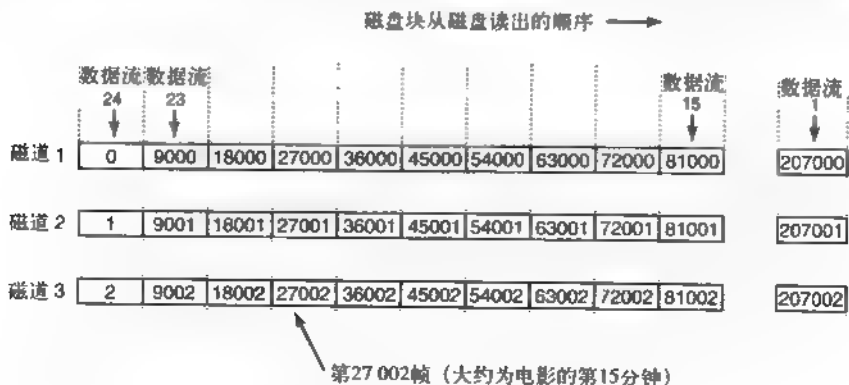 磁盘块从磁盘读出的顺序
数据流 24 数据流 23 数据流 15 数据流 1
磁道 1 0 9000 18000 27000 36000 45000 54000 63000 72000 81000 207000
磁道 2 1 9001 18001 27001 36001 45001 54001 63001 72001 81001 207001
磁道 3 2 9002 18002 27002 36002 45002 54002 63002 72002 81002 207002
第27 002帧（大约为电影的第15分钟）